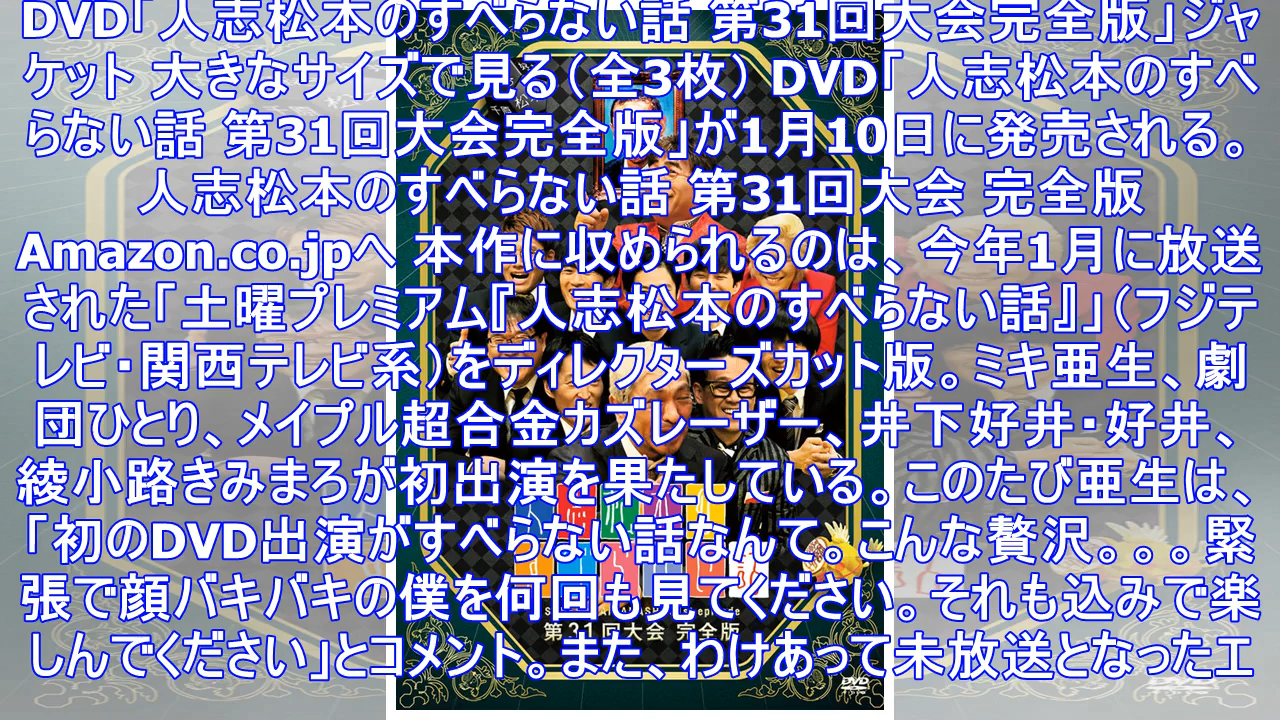 DVD「人志松本のすべらない話 第31回大会完全版」ジャ
ケット 大きなサイズで見る（全3枚） DVD「人志松本のすべ
らない話 第31回大会完全版」が1月10日に発売される。
人志松本のすべらない話 第31回大会 完全版
Amazon.co.jpへ 本作に収められるのは、今年1月に放送
された「土曜プレミアム『人志松本のすべらない話』」（フジテ
レビ・関西テレビ系）をディレクターズカット版。ミキ亜生、劇
団ひとり、メイプル超合金カズレーザー、井下好井・好井、
綾小路きみまろが初出演を果たしている。このたび亜生は、
「初のDVD出演がすべらない話なんて。こんな贅沢。。。緊
張で顔バキバキの僕を何回も見てください。それも込みで楽
しんでください」とコメント。また、わけあって未放送となったエ
第31回大会 完全版
DVD